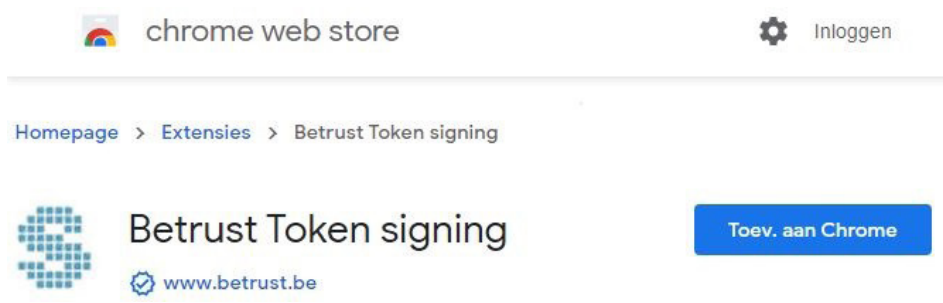 chrome web store
Inloggen
Homepage > Extensies > Betrust Token signing
Betrust Token signing
Toev. aan Chrome
www.betrust.be